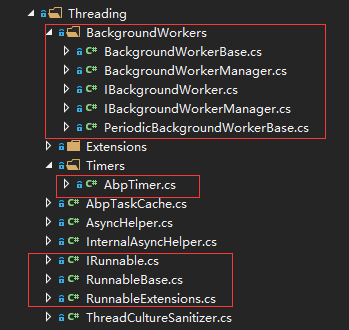 Threading
BackgroundWorkers
C# BackgroundWorkerBase.cs
C# BackgroundWorkerManager.cs
C# IBackgroundWorker.cs
C# IBackgroundWorkerManager.cs
C# PeriodicBackgroundWorkerBase.cs
Extensions
Timers
C# AbpTimer.cs
C# AbpTaskCache.cs
C# AsyncHelper.cs
C# InternalAsyncHelper.cs
C# IRunnable.cs
C# RunnableBase.cs
C# RunnableExtensions.cs
C# ThreadCultureSanitizer.cs